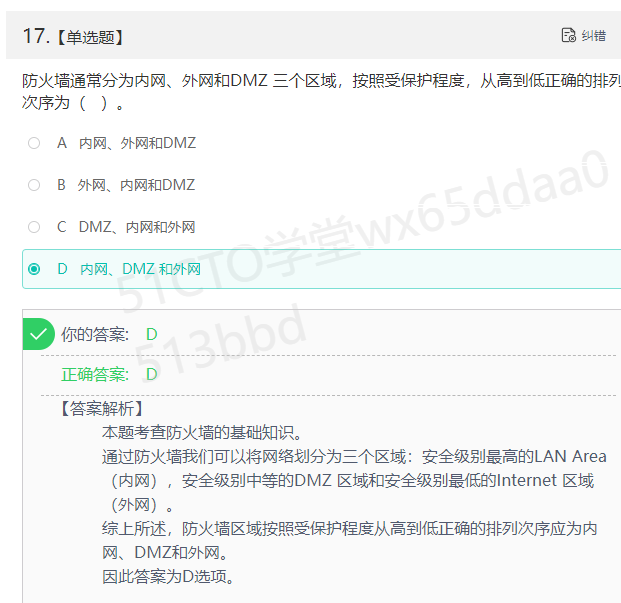 17.【单选题】
纠错
防火墙通常分为内网、外网和DMZ 三个区域，按照受保护程度，从高到低正确的排列
次序为（ ）。
A 内网、外网和DMZ
B 外网、内网和DMZ
C DMZ、内网和外网
D 内网、DMZ 和外网
你的答案： D
正确答案： D
【答案解析】
本题考查防火墙的基础知识。
通过防火墙我们可以将网络划分为三个区域：安全级别最高的LAN Area
（内网），安全级别中等的DMZ 区域和安全级别最低的Internet 区域
（外网）。
综上所述，防火墙区域按照受保护程度从高到低正确的排列次序应为内
网、DMZ和外网。
因此答案为D选项。
51CTO学堂wx65ddaa0
513bbd